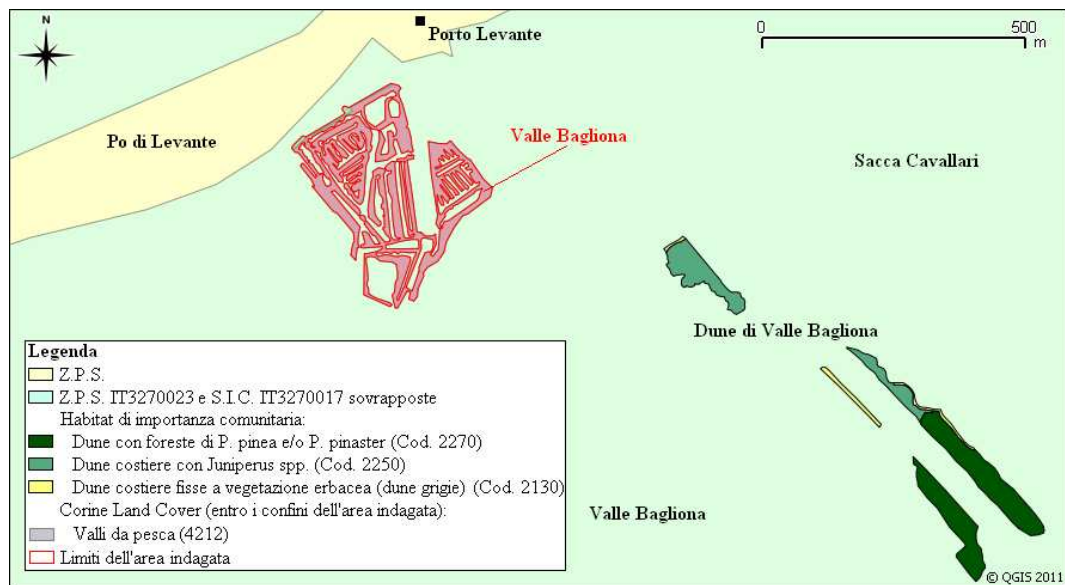 N
Porto Levante
0
500
m
Po di Levante
Valle Bagliona
Sacca Cavallari
Dune di Valle Bagliona
Legenda
Z.P.S.
Z.P.S. IT3270023 e S.I.C. IT3270017 sovrapposte
Habitat di importanza comunitaria:
Dune con foreste di P. pinea e/o P. pinaster (Cod. 2270)
Dune costiere con Juniperus spp. (Cod. 2250)
Dune costiere fisse a vegetazione erbacea (dune grigie) (Cod. 2130)
Corine Land Cover (entro i confini dell'area indagata):
Valli da pesca (4212)
Limiti dell'area indagata
Valle Bagliona
© QGIS 2011